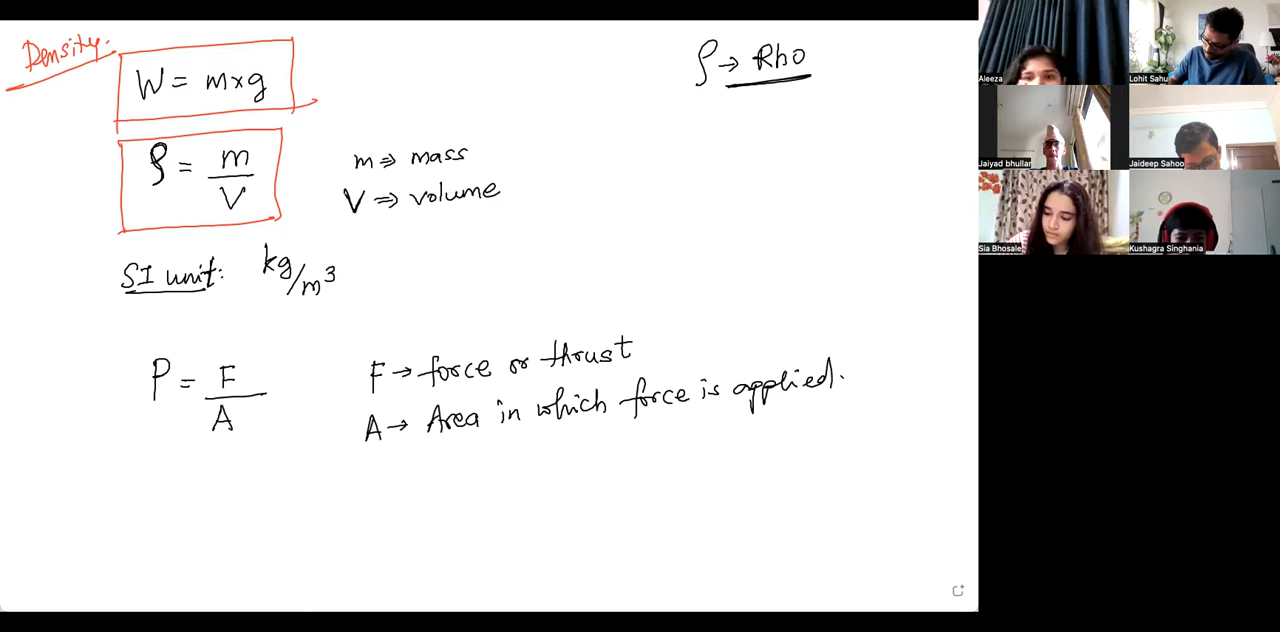 Density.
W = m×g
ρ → Rho
ρ = m/V
m ⇒ mass
V ⇒ volume
SI unit: kg/m³
P = F/A
F → force or thrust
A → Area in which force is applied.
Aleeza
Lohit Sahu
Jaiyad bhullar
Jaideep Sahoo
Sia Bhosale
Kushagra Singhania